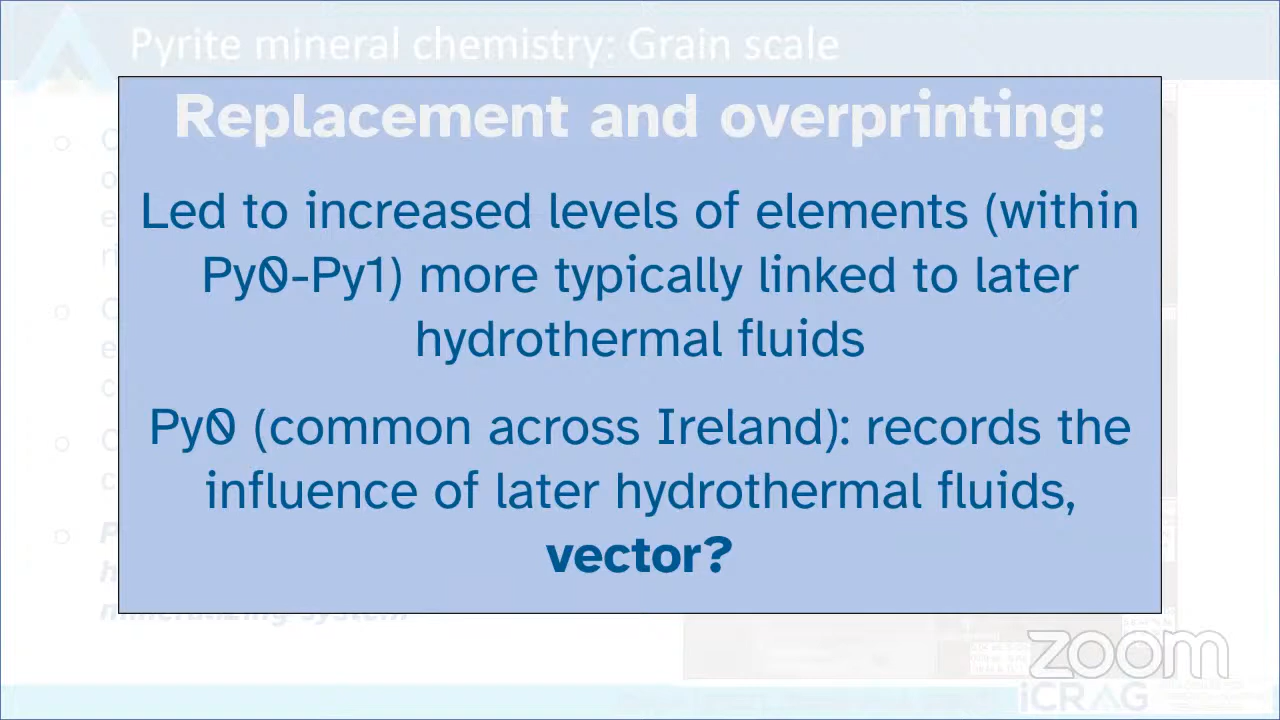 Pyrite mineral chemistry: Grain scale
Replacement and overprinting:
Led to increased levels of elements (within
Py0-Py1) more typically linked to later
hydrothermal fluids
Py0 (common across Ireland): records the
influence of later hydrothermal fluids,
vector?
mineralizing system
zoom
iCRAG